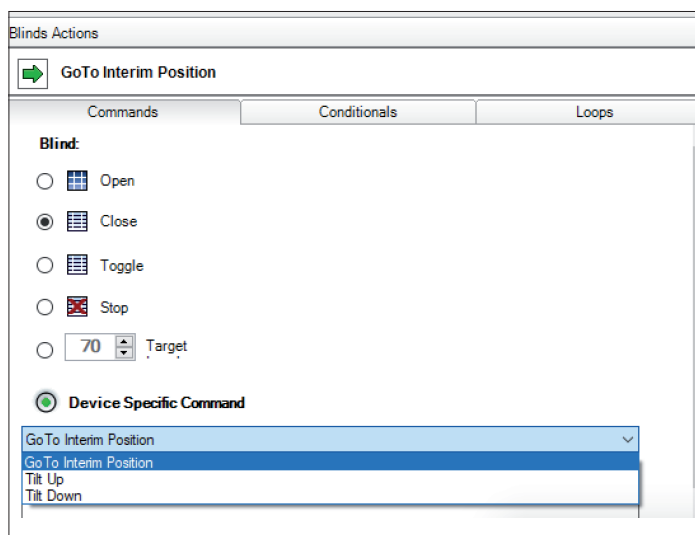 Blinds Actions
GoTo Interim Position
Commands Conditionals Loops
Blind:
Open
Close
Toggle
Stop
70 Target
Device Specific Command
GoTo Interim Position
GoTo Interim Position
Tilt Up
Tilt Down